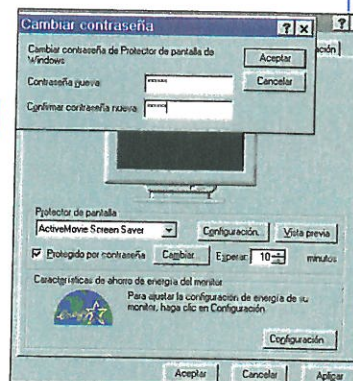 Cambiar contraseña
Cambiar contraseña de Protector de pantalla de
Windows
Aceptar
Contraseña nueva:
Cancelar
Confirmar contraseña nueva:
ación
Protector de pantalla
ActiveMovie Screen Saver
Configuración...
Vista previa
Protegido por contraseña
Cambiar
Esperar:
10
minutos
Características de ahorro de energía del monitor
Para ajustar la configuración de energía de su
monitor, haga clic en Configuración.
Configuración
Aceptar
Cancelar
Aplicar